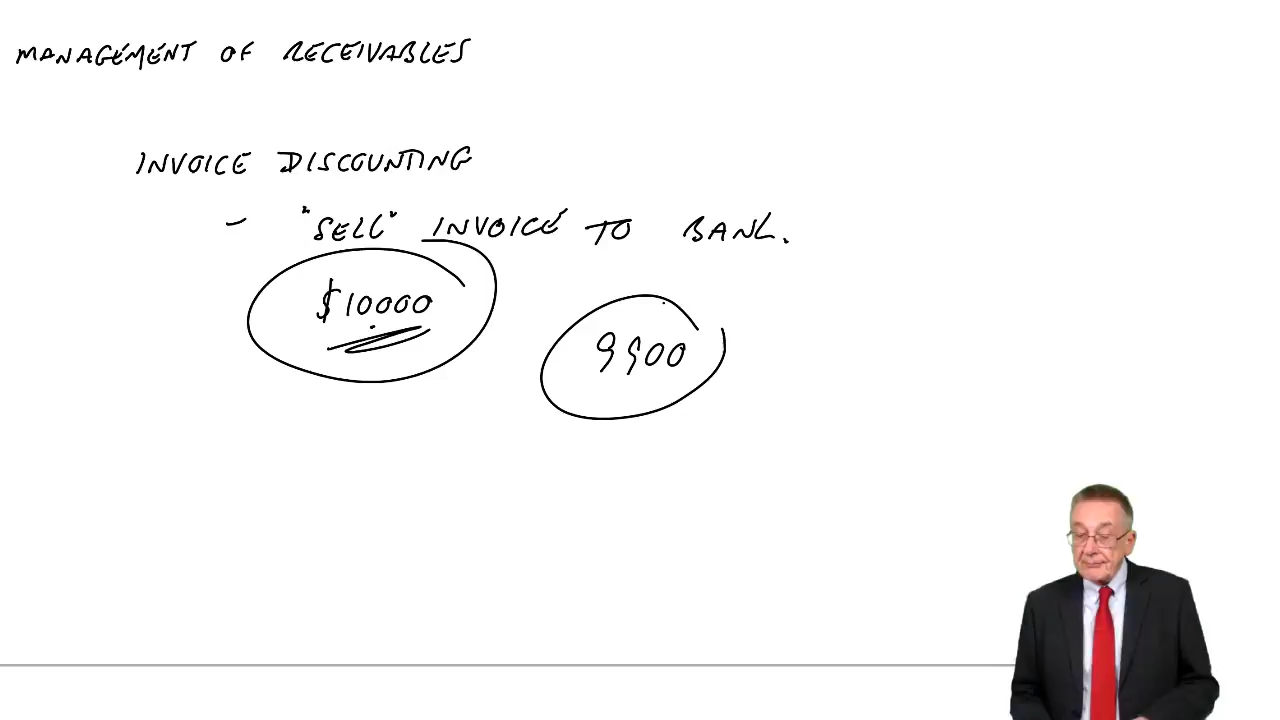 MANAGEMENT OF RECEIVABLES
INVOICE DISCOUNTING
- "SELL" INVOICE TO BANK.
$10000
9900